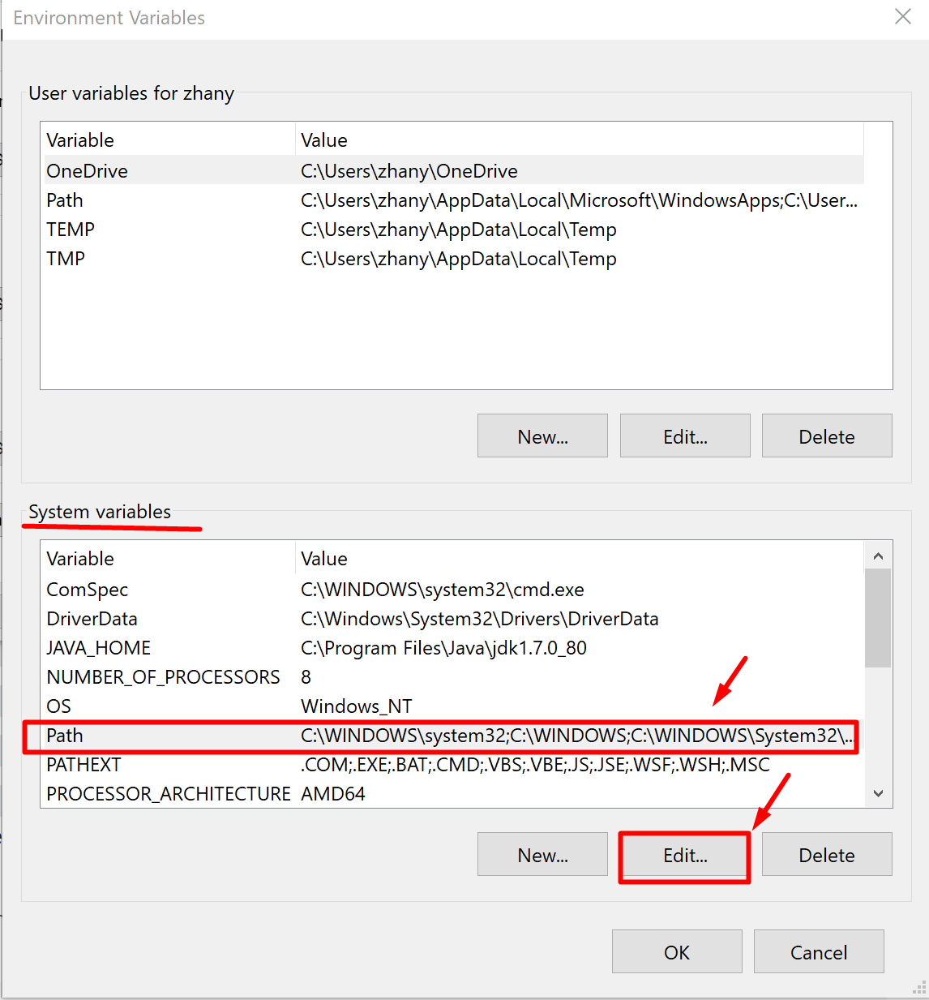 Environment Variables
User variables for zhany
Variable Value
OneDrive C:\Users\zhany\OneDrive
Path C:\Users\zhany\AppData\Local\Microsoft\WindowsApps;C:\User...
TEMP C:\Users\zhany\AppData\Local\Temp
TMP C:\Users\zhany\AppData\Local\Temp
New... Edit... Delete
System variables
Variable Value
ComSpec C:\WINDOWS\system32\cmd.exe
DriverData C:\Windows\System32\Drivers\DriverData
JAVA_HOME C:\Program Files\Java\jdk1.7.0_80
NUMBER_OF_PROCESSORS 8
OS Windows_NT
Path C:\WINDOWS\system32;C:\WINDOWS;C:\WINDOWS\System32\...
PATHEXT .COM;.EXE;.BAT;.CMD;.VBS;.VBE;.JS;.JSE;.WSF;.WSH;.MSC
PROCESSOR_ARCHITECTURE AMD64
New... Edit... Delete
OK Cancel